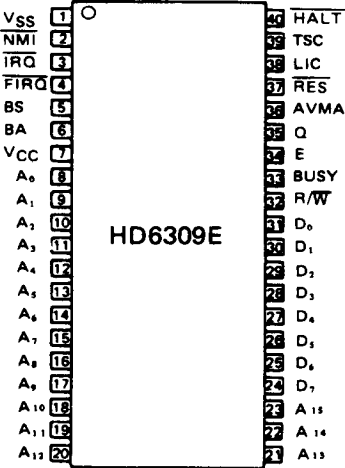 VSS 1 40 HALT
NMI 2 39 TSC
IRQ 3 38 LIC
FIRQ 4 37 RES
BS 5 36 AVMA
BA 6 35 Q
VCC 7 34 E
A0 8 33 BUSY
A1 9 32 R/W
A2 10 31 D0
A3 11 30 D1
HD6309E
A4 12 29 D2
A5 13 28 D3
A6 14 27 D4
A7 15 26 D5
A8 16 25 D6
A9 17 24 D7
A10 18 23 A15
A11 19 22 A14
A12 20 21 A13